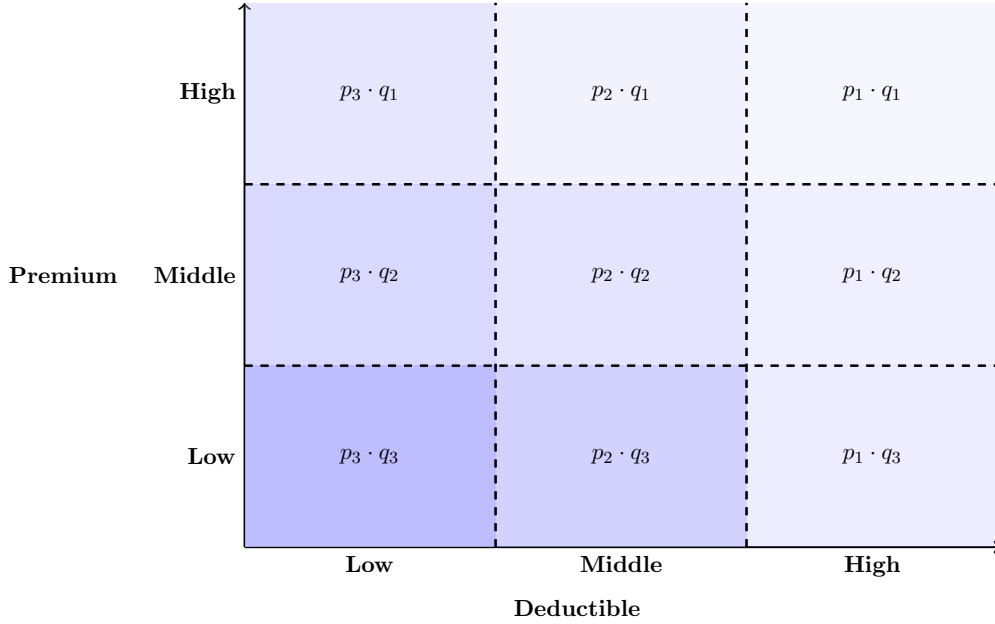 High p₃ · q₁ p₂ · q₁ p₁ · q₁
Premium Middle p₃ · q₂ p₂ · q₂ p₁ · q₂
Low p₃ · q₃ p₂ · q₃ p₁ · q₃
Low Middle High
Deductible